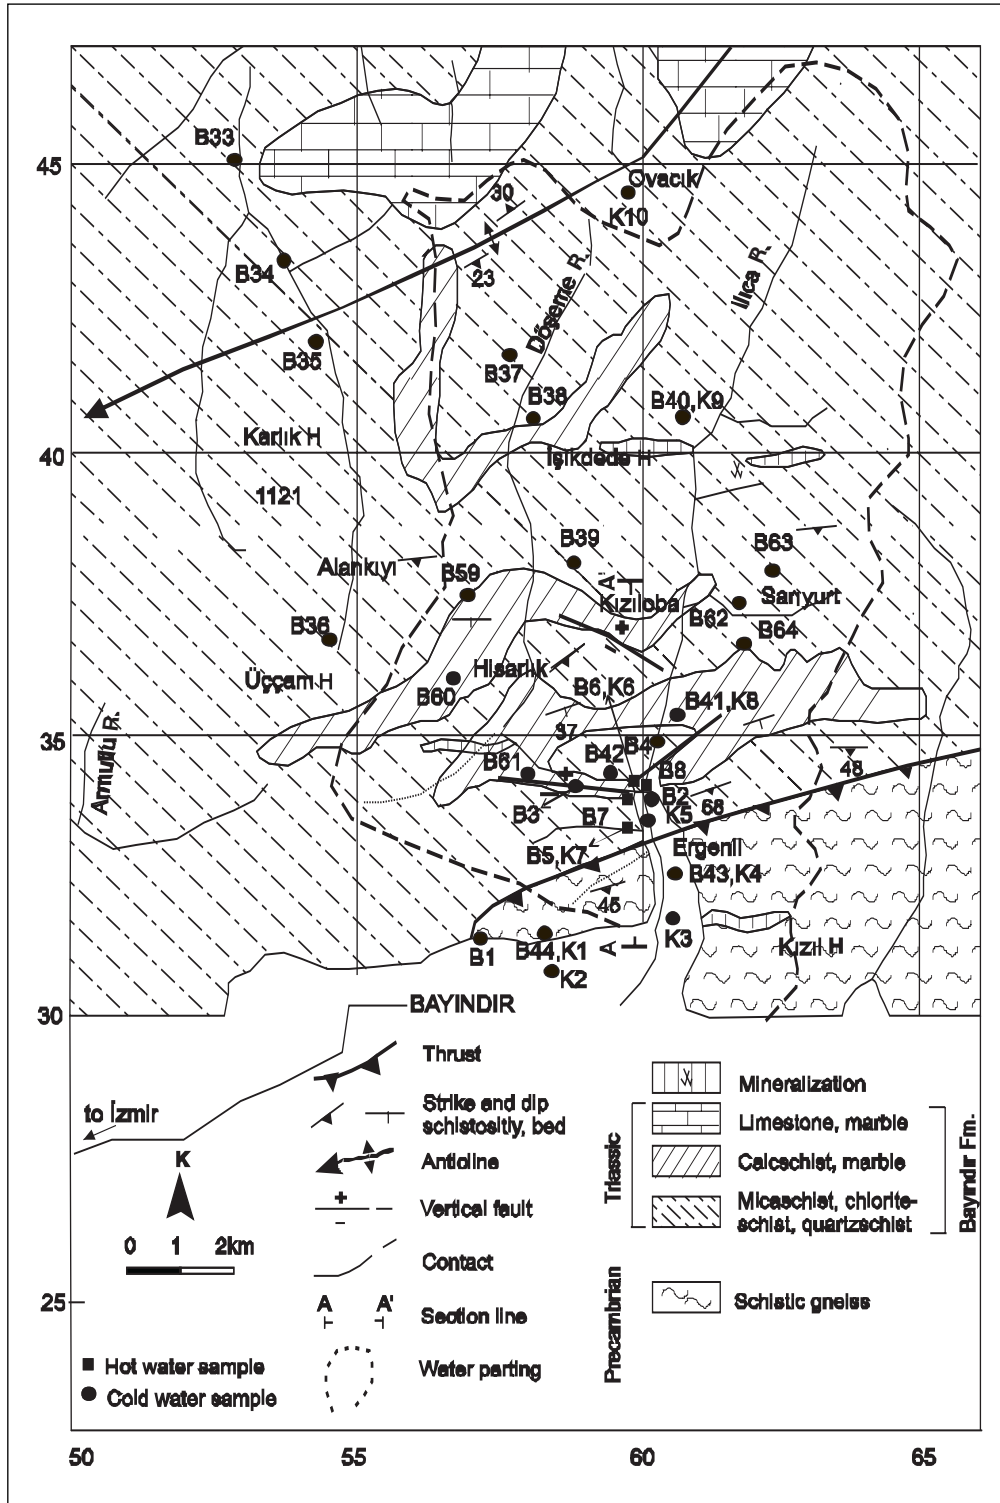 B33
45
Ovacık
30
K10
B34
23
Döşeme R.
Ilıca R.
B35
B37
B38
B40,K9
Karlık H
40
Işıkdede H
1121
B39
B63
Alankıyı
B59
A'
Kızıloba
Sarıyurt
B62
B36
B64
Hisarlık
Üççam H
B60
B6,K6
B41,K8
Armutlu R.
37
35
B4
B42
B61
B8
48
B2
B3
B7
K5
68
B5,K7
Ergenli
B43,K4
45
A
K3
Kızıl H
B1
B44,K1
K2
30
BAYINDIR
Thrust
Strike and dip
schistositly, bed
Anticline
+
Vertical fault
–
Contact
A A'
Section line
Water parting
to İzmir
K
0 1 2km
25
Hot water sample
Cold water sample
Mineralization
Limestone, marble
Calcschist, marble
Micaschist, chlorite-
schist, quartzschist
Schistic gneiss
Triassic
Bayındır Fm.
Precambrian
50 55 60 65